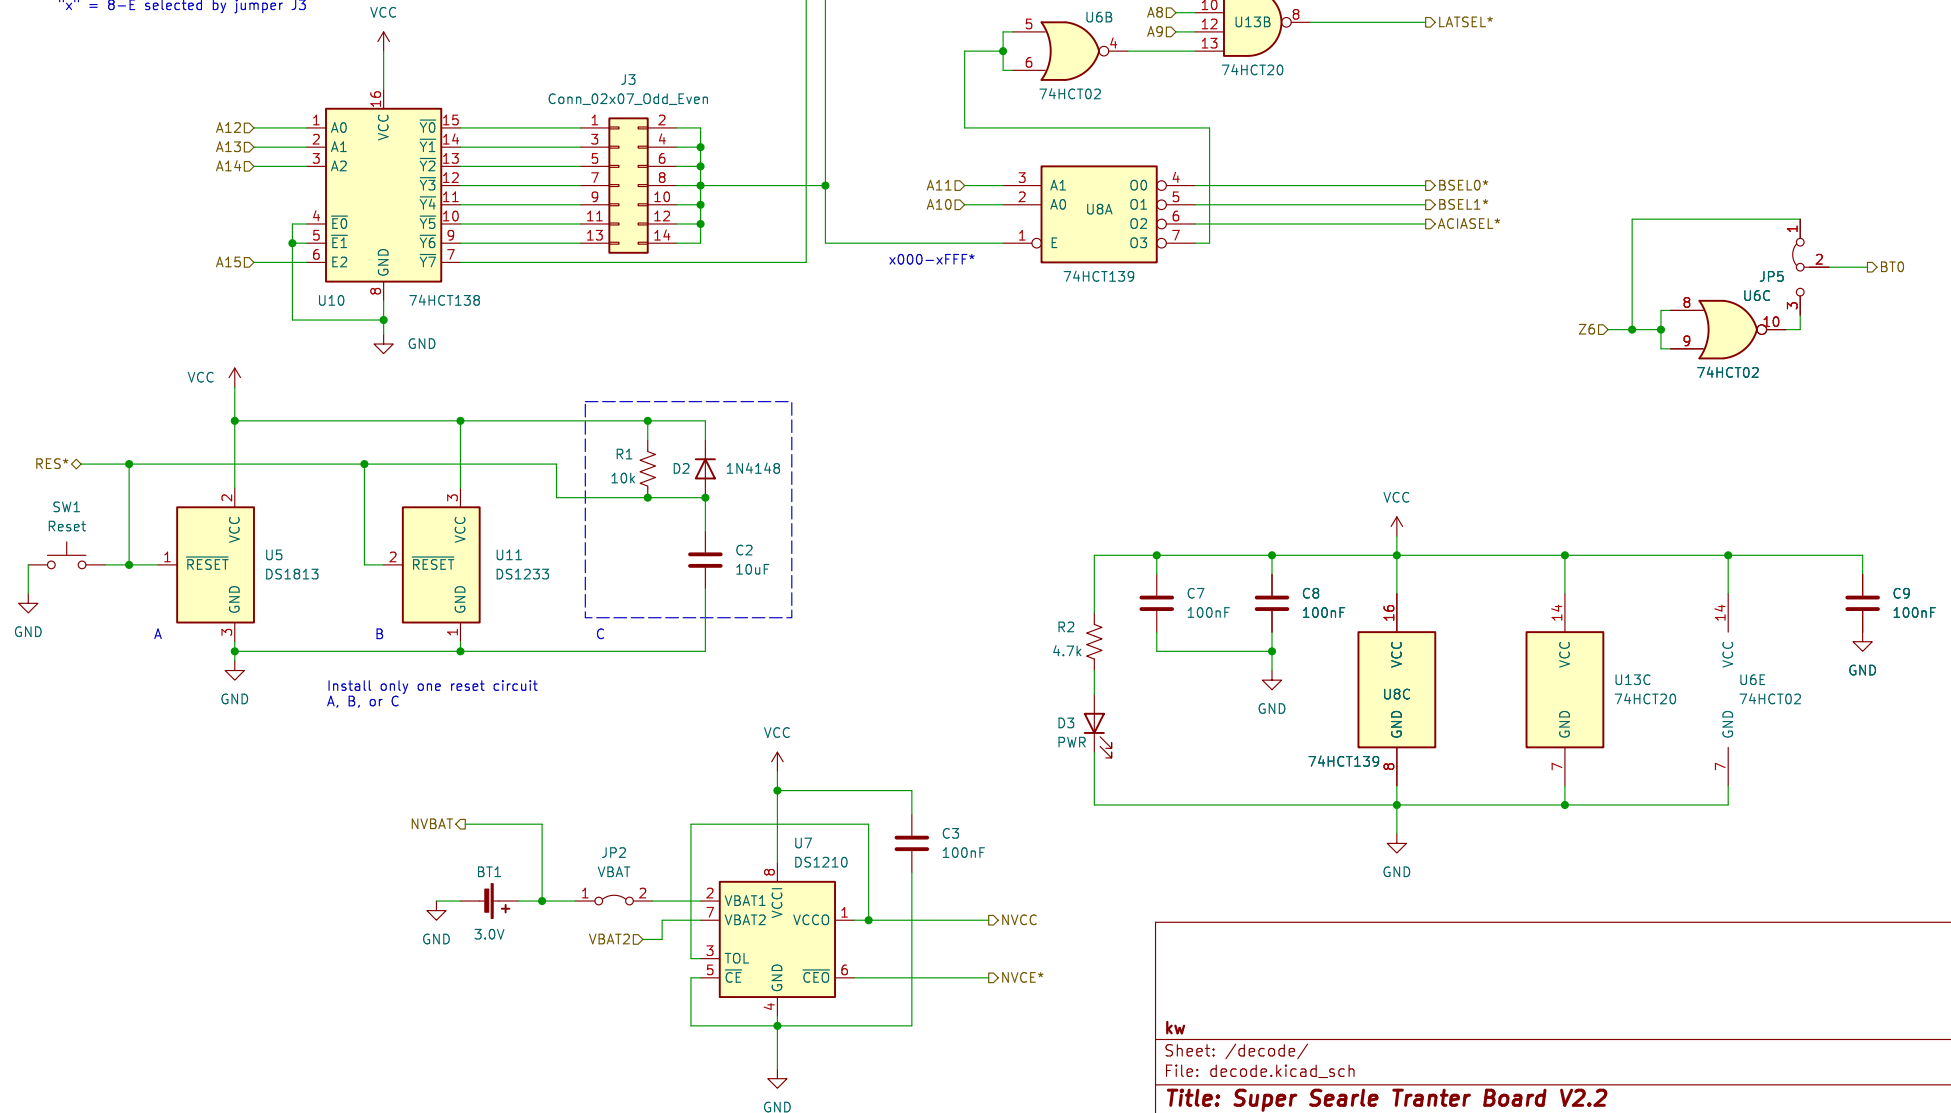 "x" = 8-E selected by jumper J3
VCC
16
VCC
A12
1
A0
Y0
15
A13
2
A1
Y1
14
A14
3
A2
Y2
13
Y3
12
Y4
11
4
E0
Y5
10
5
E1
Y6
9
A15
6
E2
Y7
7
GND
8
U10
74HCT138
GND
J3
Conn_02x07_Odd_Even
1
2
3
4
5
6
7
8
9
10
11
12
13
14
U6B
5
6
4
74HCT02
A8
10
A9
12
13
U13B
8
LATSEL*
74HCT20
A11
3
A1
O0
4
BSEL0*
A10
2
A0
U8A
O1
5
BSEL1*
O2
6
ACIASEL*
1
E
O3
7
x000-xFFF*
74HCT139
1
2
BT0
JP5
3
U6C
Z6
8
9
10
74HCT02
VCC
RES*
SW1
Reset
GND
2
VCC
1
RESET
GND
3
U5
DS1813
A
GND
3
VCC
2
RESET
GND
1
U11
DS1233
B
R1
10k
D2
1N4148
C2
10uF
C
Install only one reset circuit
A, B, or C
VCC
R2
4.7k
D3
PWR
C7
100nF
C8
100nF
GND
16
VCC
U8C
GND
8
74HCT139
GND
14
VCC
GND
7
U13C
74HCT20
14
VCC
GND
7
U6E
74HCT02
C9
100nF
GND
VCC
NVBAT
BT1
3.0V
GND
JP2
VBAT
1
2
VBAT2
U7
DS1210
8
VCCI
2
VBAT1
7
VBAT2
VCCO
1
NVCC
3
TOL
5
CE
CEO
6
NVCE*
GND
4
GND
C3
100nF
kw
Sheet: /decode/
File: decode.kicad_sch
Title: Super Searle Tranter Board V2.2